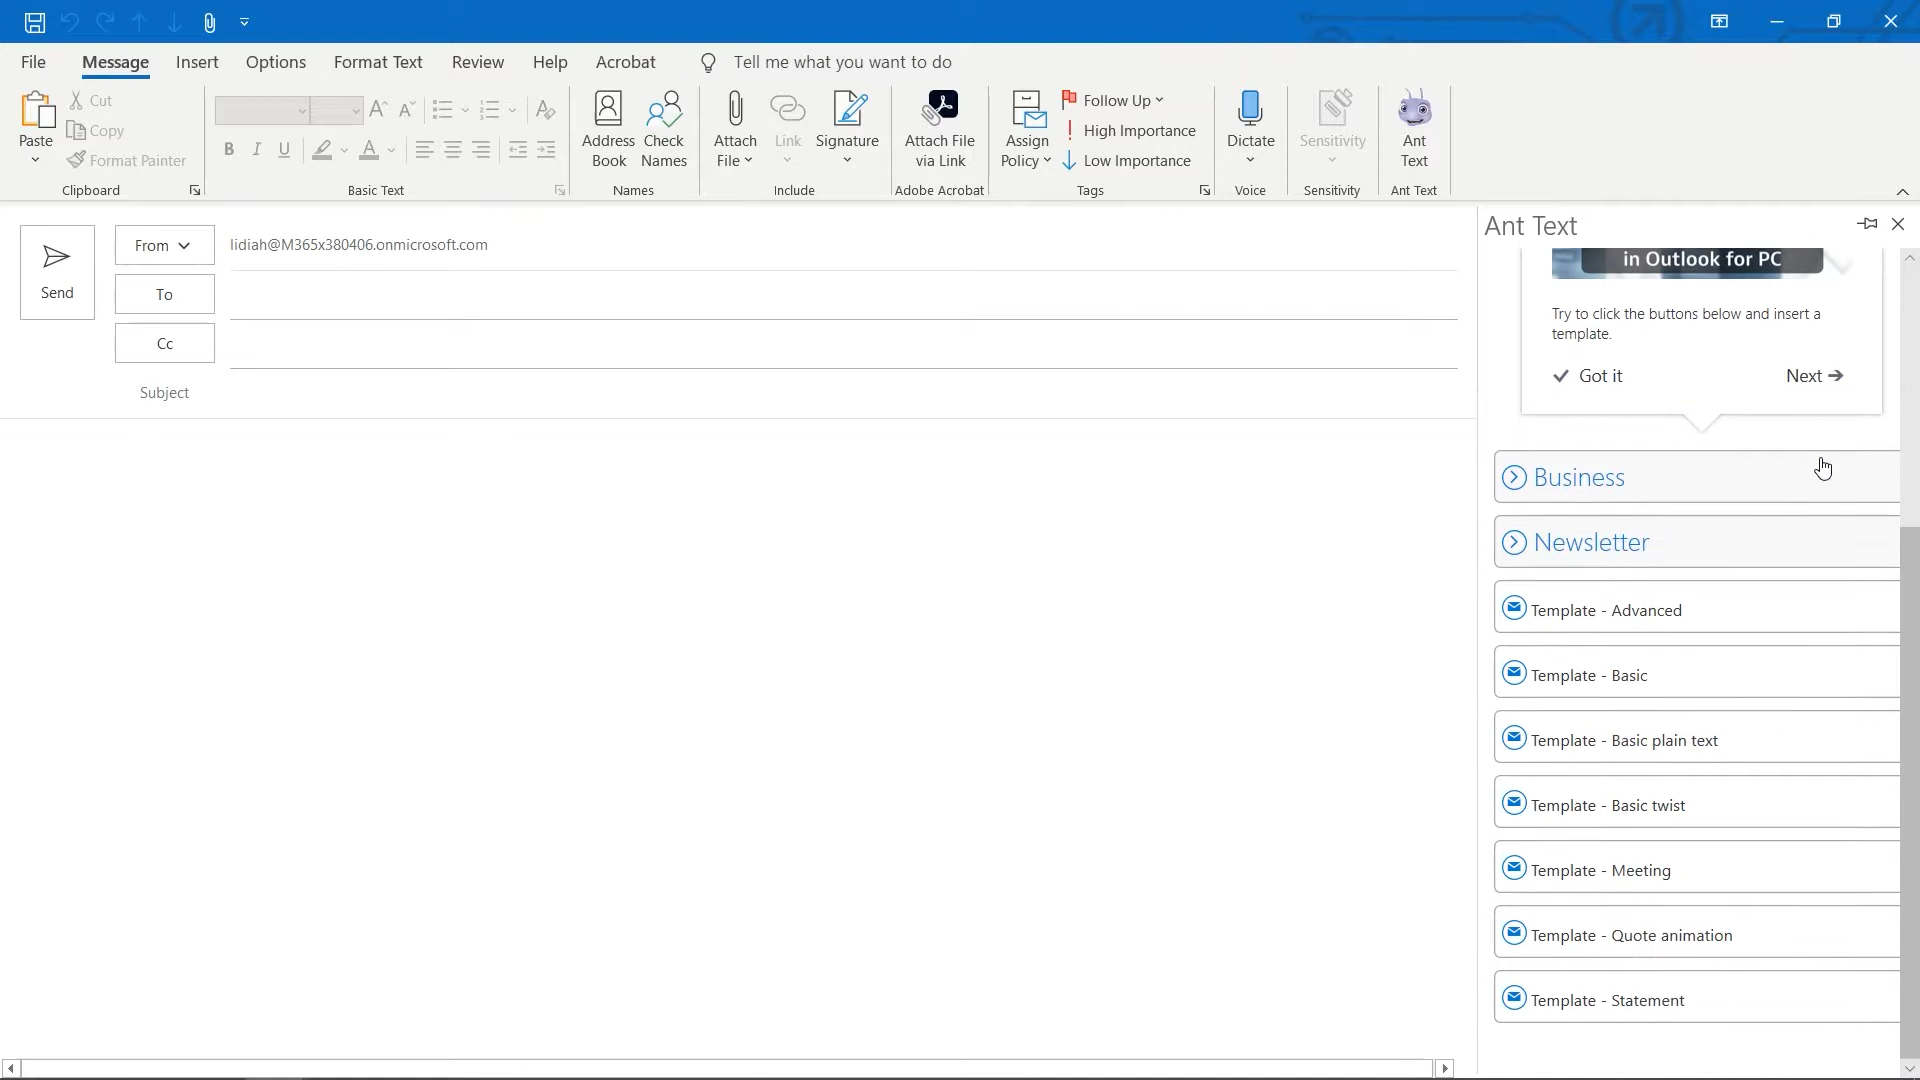 File Message Insert Options Format Text Review Help Acrobat Tell me what you want to do
Paste
Cut
Copy
Format Painter
Clipboard
B I U
Basic Text
Address Book
Check Names
Names
Attach File
Link
Signature
Include
Attach File via Link
Adobe Acrobat
Assign Policy
Follow Up
High Importance
Low Importance
Tags
Dictate
Voice
Sensitivity
Sensitivity
Ant Text
Ant Text
Send
From
lidiah@M365x380406.onmicrosoft.com
To
Cc
Subject
Ant Text
in Outlook for PC
Try to click the buttons below and insert a
template.
Got it Next
Business
Newsletter
Template - Advanced
Template - Basic
Template - Basic plain text
Template - Basic twist
Template - Meeting
Template - Quote animation
Template - Statement